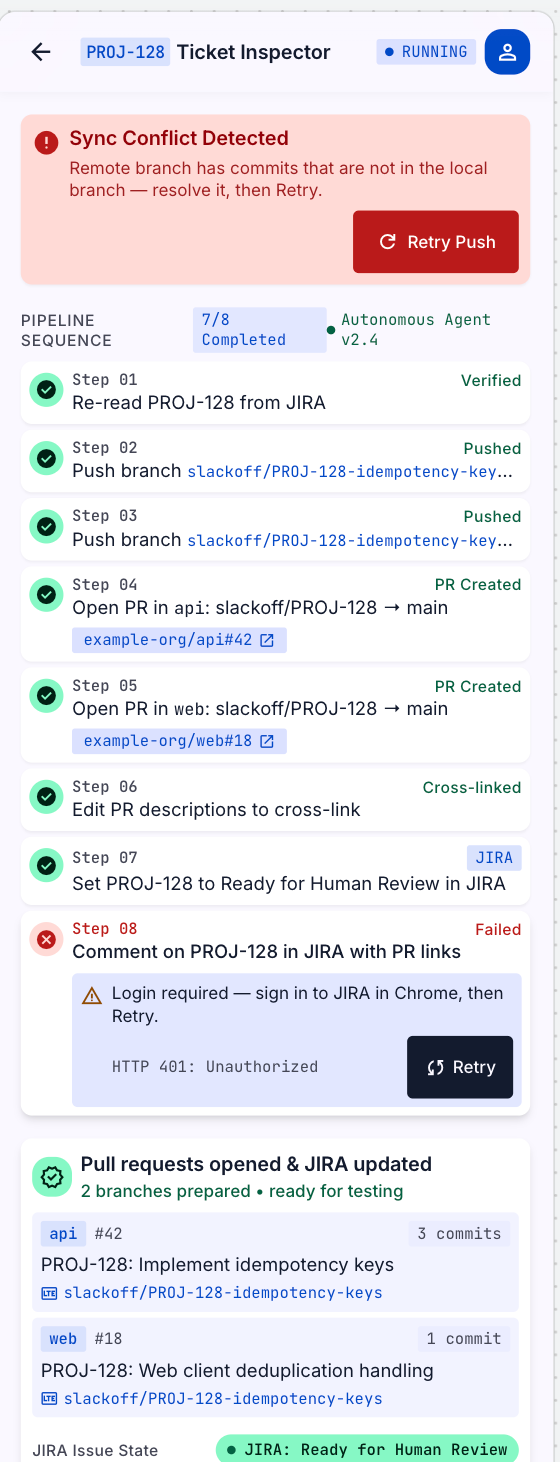 PROJ-128 Ticket Inspector
RUNNING
Sync Conflict Detected
Remote branch has commits that are not in the local
branch — resolve it, then Retry.
Retry Push
PIPELINE
SEQUENCE
7/8
Completed
Autonomous Agent
v2.4
Step 01
Verified
Re-read PROJ-128 from JIRA
Step 02
Pushed
Push branch slackoff/PROJ-128-idempotency-key…
Step 03
Pushed
Push branch slackoff/PROJ-128-idempotency-key…
Step 04
PR Created
Open PR in api: slackoff/PROJ-128 → main
example-org/api#42
Step 05
PR Created
Open PR in web: slackoff/PROJ-128 → main
example-org/web#18
Step 06
Cross-linked
Edit PR descriptions to cross-link
Step 07
JIRA
Set PROJ-128 to Ready for Human Review in JIRA
Step 08
Failed
Comment on PROJ-128 in JIRA with PR links
Login required — sign in to JIRA in Chrome, then
Retry.
HTTP 401: Unauthorized
Retry
Pull requests opened & JIRA updated
2 branches prepared • ready for testing
api #42
3 commits
PROJ-128: Implement idempotency keys
LTE slackoff/PROJ-128-idempotency-keys
web #18
1 commit
PROJ-128: Web client deduplication handling
LTE slackoff/PROJ-128-idempotency-keys
JIRA Issue State
JIRA: Ready for Human Review